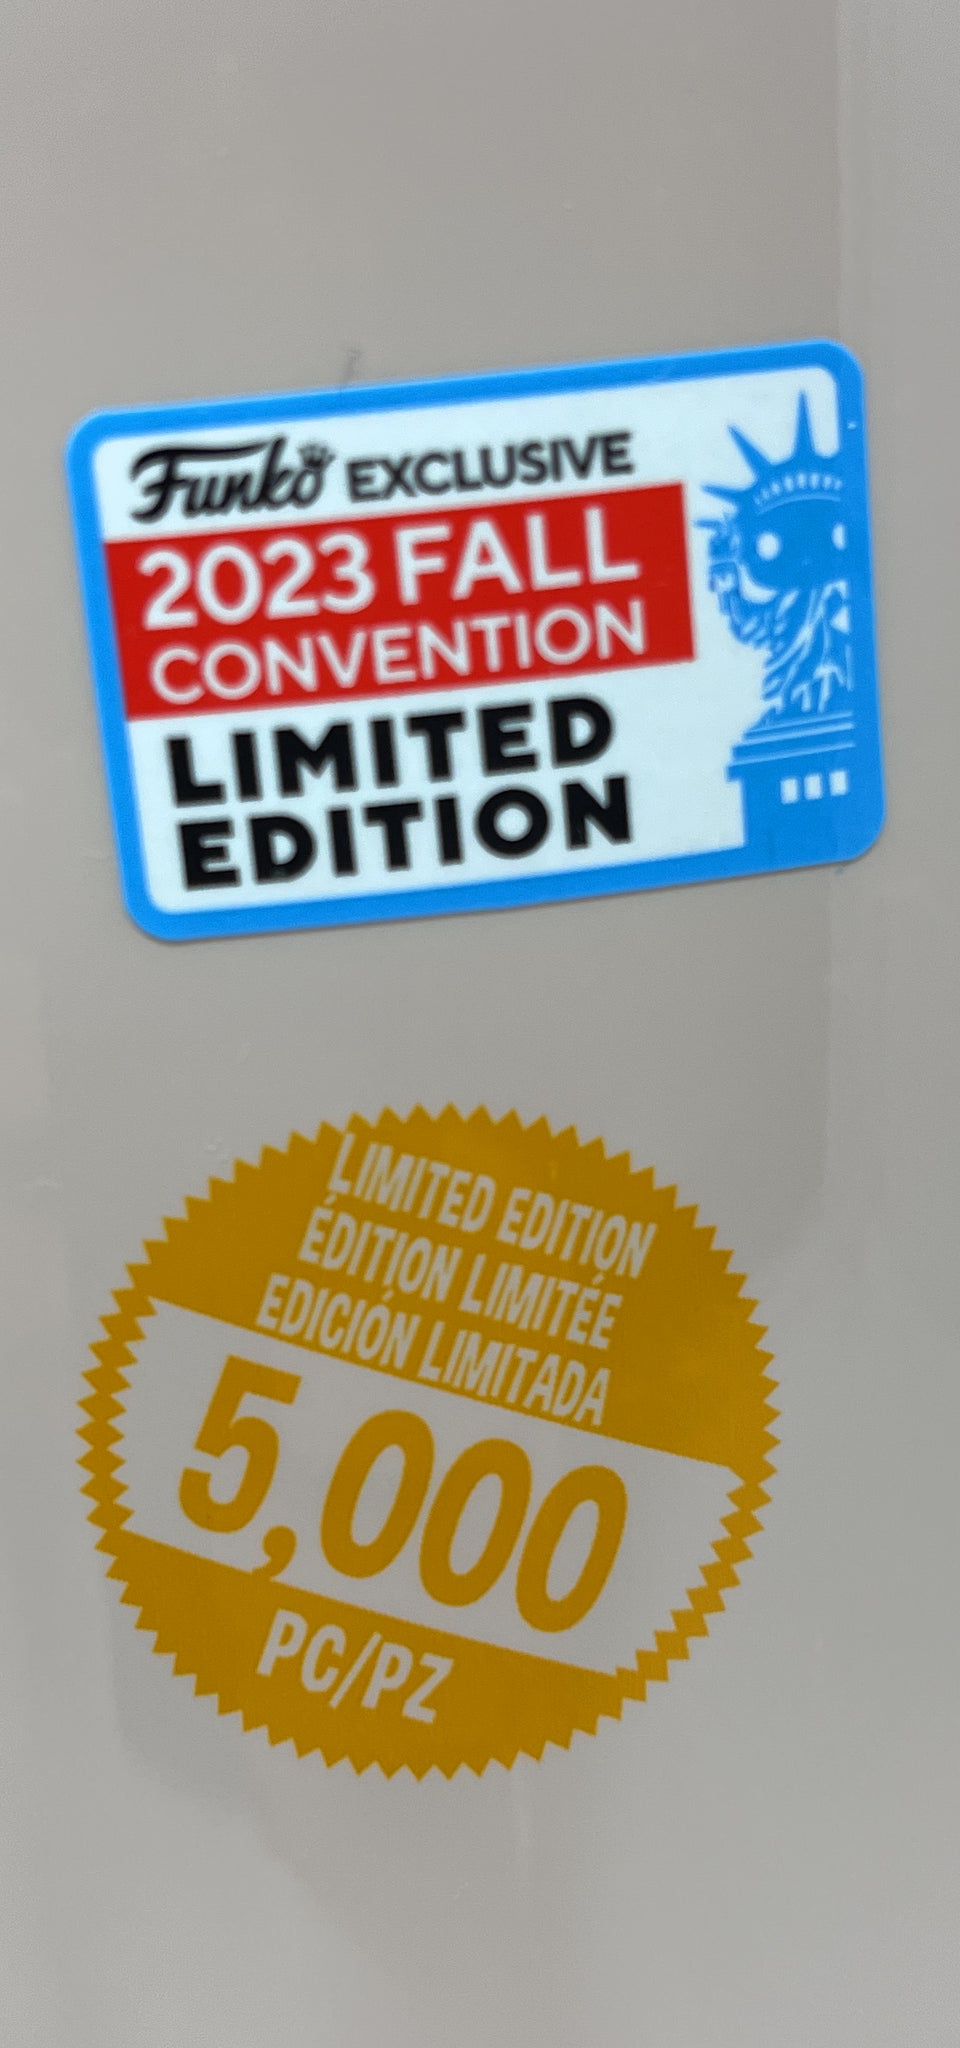 Funko EXCLUSIVE
2023 FALL
CONVENTION
LIMITED
EDITION
LIMITED EDITION
ÉDITION LIMITÉE
EDICIÓN LIMITADA
5,000
PC/PZ